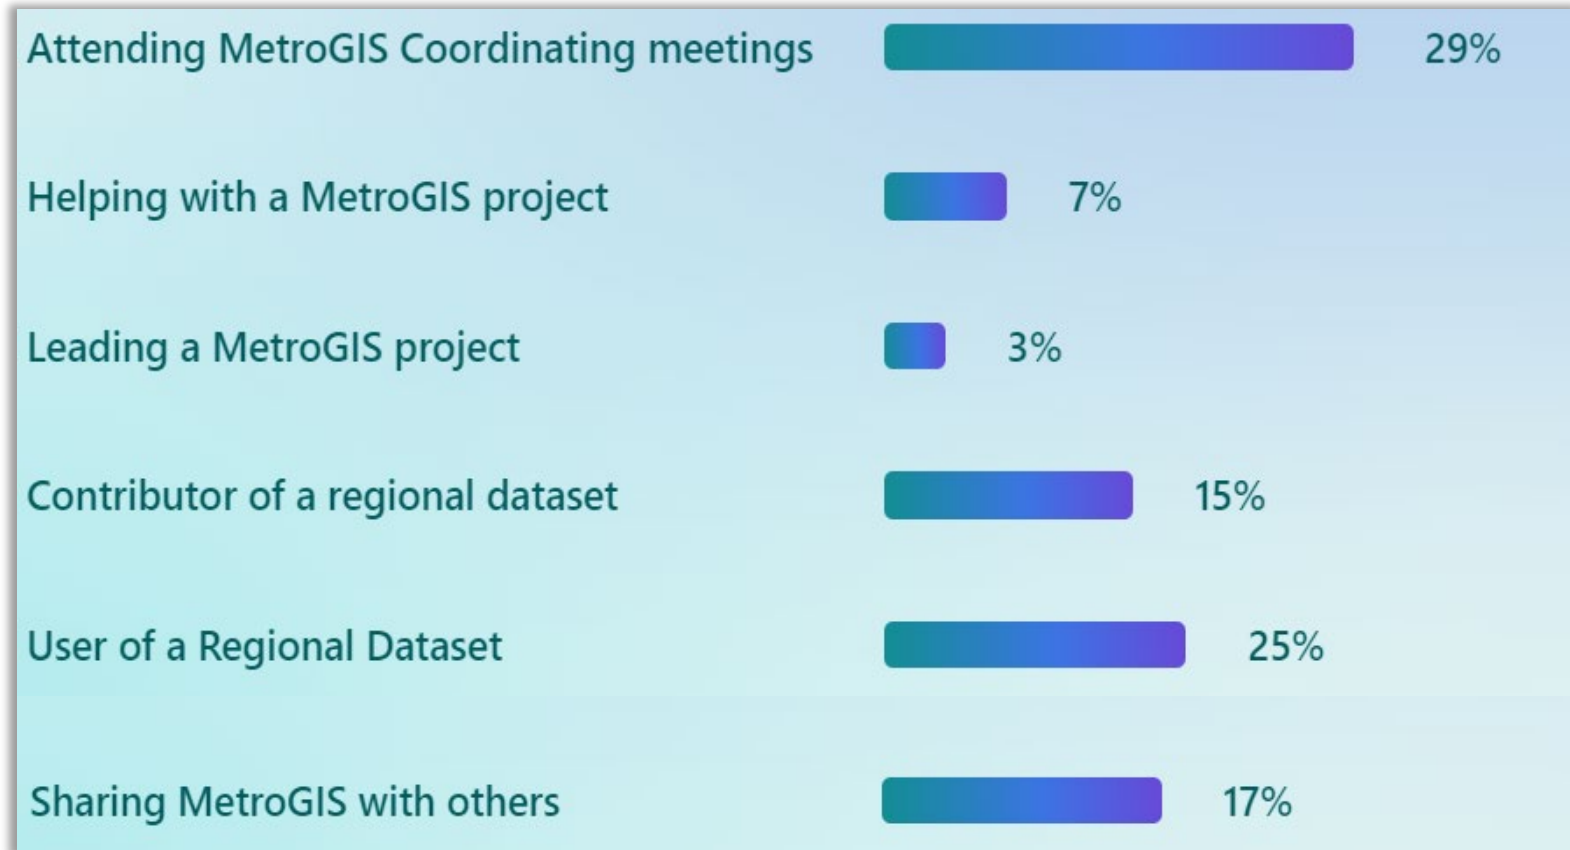 Attending MetroGIS Coordinating meetings 29%
Helping with a MetroGIS project 7%
Leading a MetroGIS project 3%
Contributor of a regional dataset 15%
User of a Regional Dataset 25%
Sharing MetroGIS with others 17%